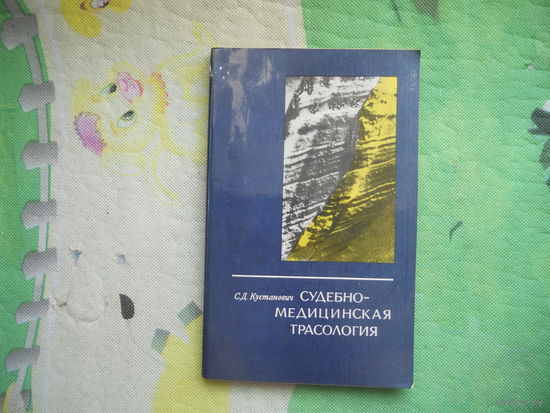 С.Д. Кустанович СУДЕБНО-
МЕДИЦИНСКАЯ
ТРАСОЛОГИЯ